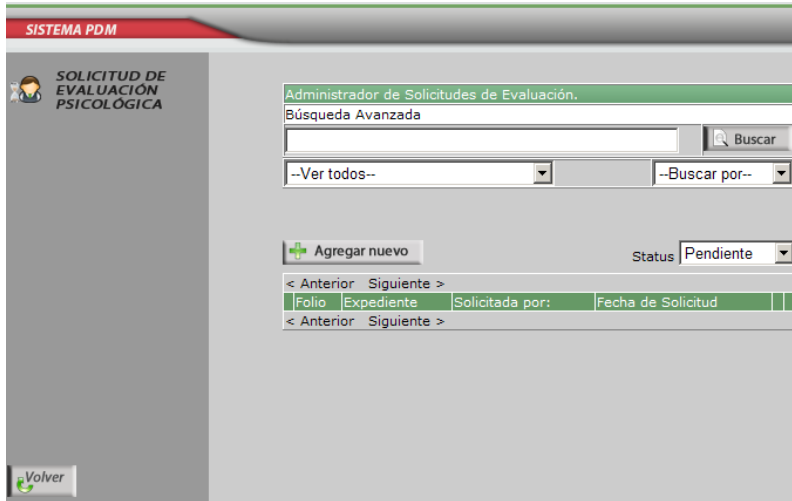 SISTEMA PDM
SOLICITUD DE
EVALUACIÓN
PSICOLÓGICA
Administrador de Solicitudes de Evaluación.
Búsqueda Avanzada
Buscar
--Ver todos-- --Buscar por--
Agregar nuevo Status Pendiente
< Anterior Siguiente >
Folio Expediente Solicitada por: Fecha de Solicitud
< Anterior Siguiente >
Volver